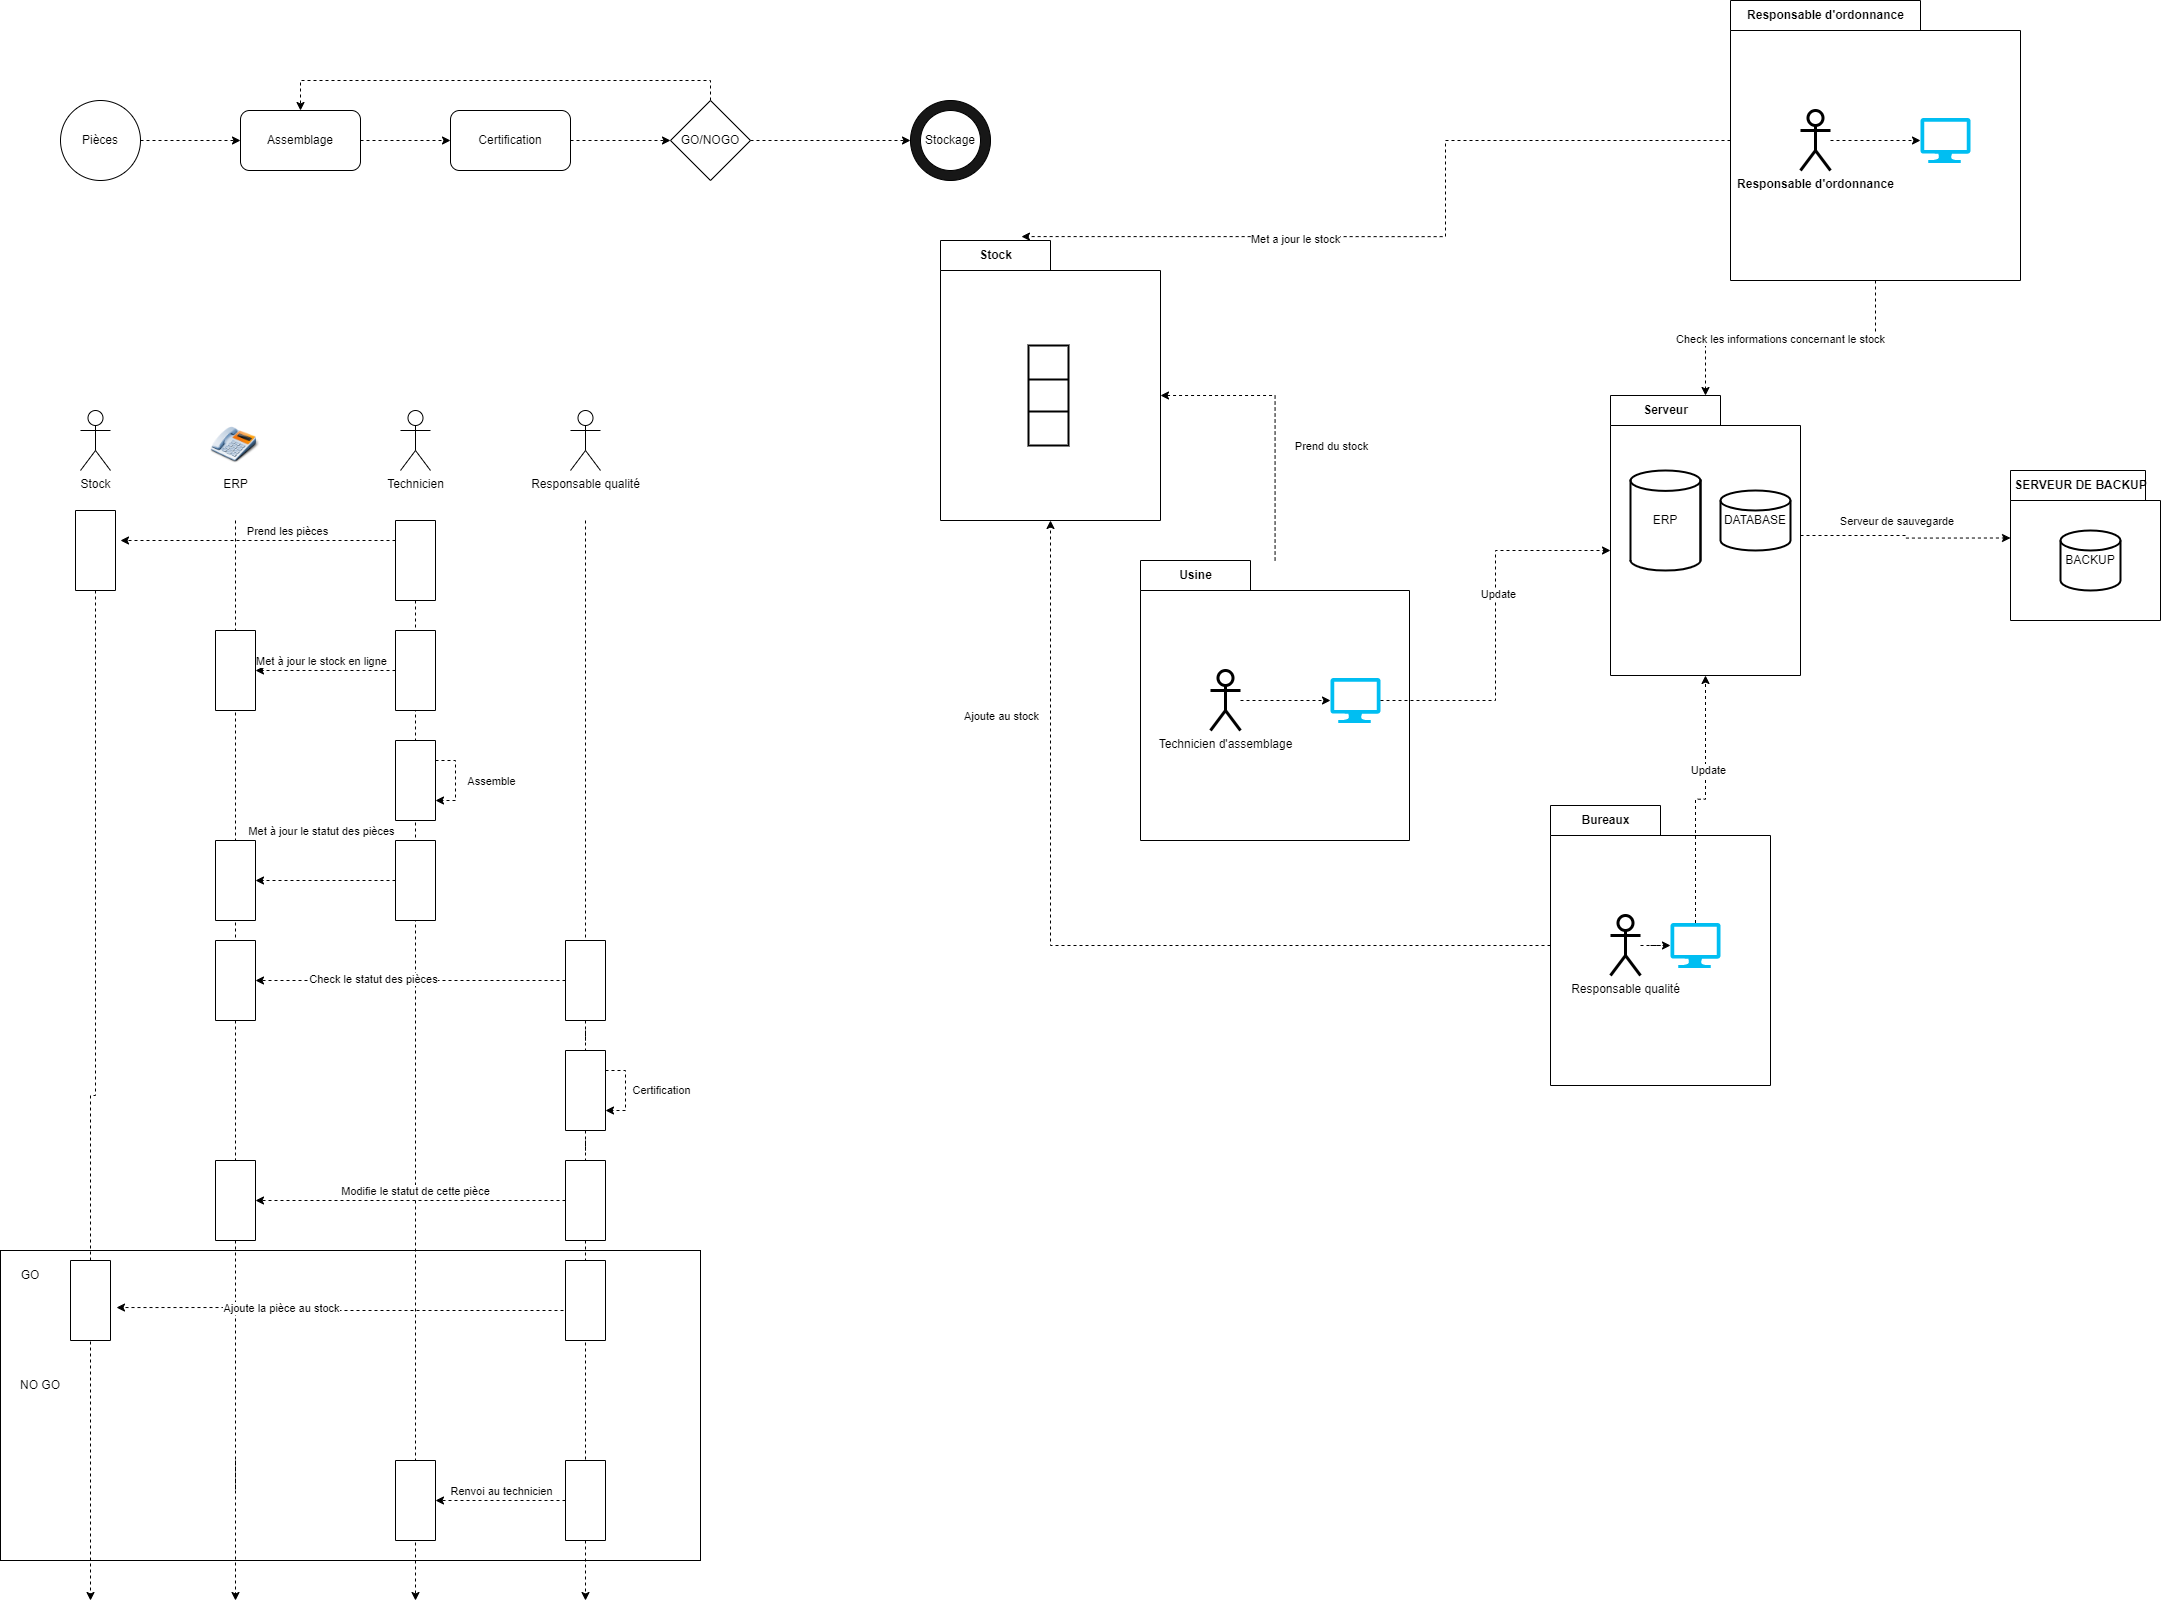 Pièces
Assemblage
Certification
GO/NOGO
Stockage
Stock
ERP
Technicien
Responsable qualité
Prend les pièces
Met à jour le stock en ligne
Assemble
Met à jour le statut des pièces
Check le statut des pièces
Certification
Modifie le statut de cette pièce
GO
Ajoute la pièce au stock
NO GO
Renvoi au technicien
Responsable d'ordonnance
Responsable d'ordonnance
Met a jour le stock
Stock
Check les informations concernant le stock
Serveur
ERP
DATABASE
Serveur de sauvegarde
SERVEUR DE BACKUP
BACKUP
Prend du stock
Usine
Technicien d'assemblage
Update
Ajoute au stock
Update
Bureaux
Responsable qualité